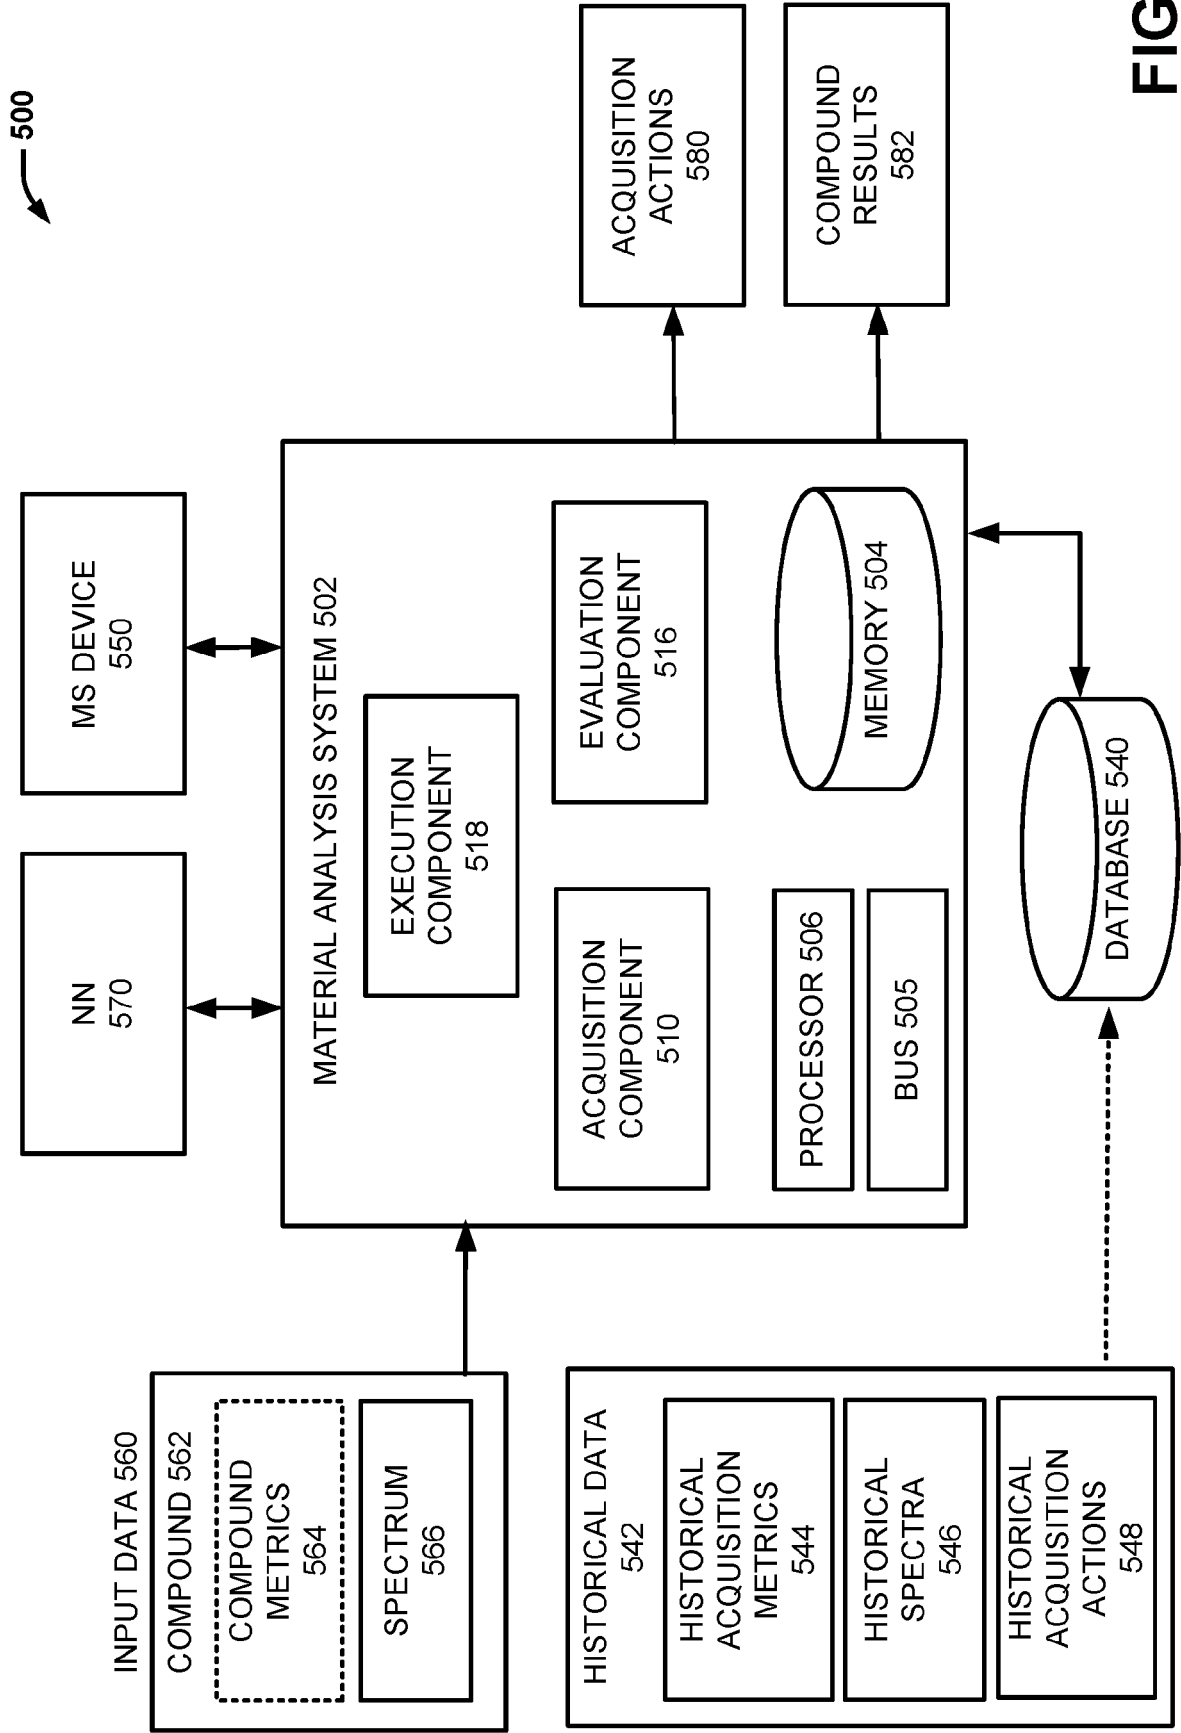 500
INPUT DATA 560
COMPOUND 562
COMPOUND
METRICS
564
SPECTRUM
566
HISTORICAL DATA
542
HISTORICAL
ACQUISITION
METRICS
544
HISTORICAL
SPECTRA
546
HISTORICAL
ACQUISITION
ACTIONS
548
NN
570
MS DEVICE
550
MATERIAL ANALYSIS SYSTEM 502
EXECUTION
COMPONENT
518
ACQUISITION
COMPONENT
510
EVALUATION
COMPONENT
516
PROCESSOR 506
BUS 505
MEMORY 504
DATABASE 540
ACQUISITION
ACTIONS
580
COMPOUND
RESULTS
582
FIG